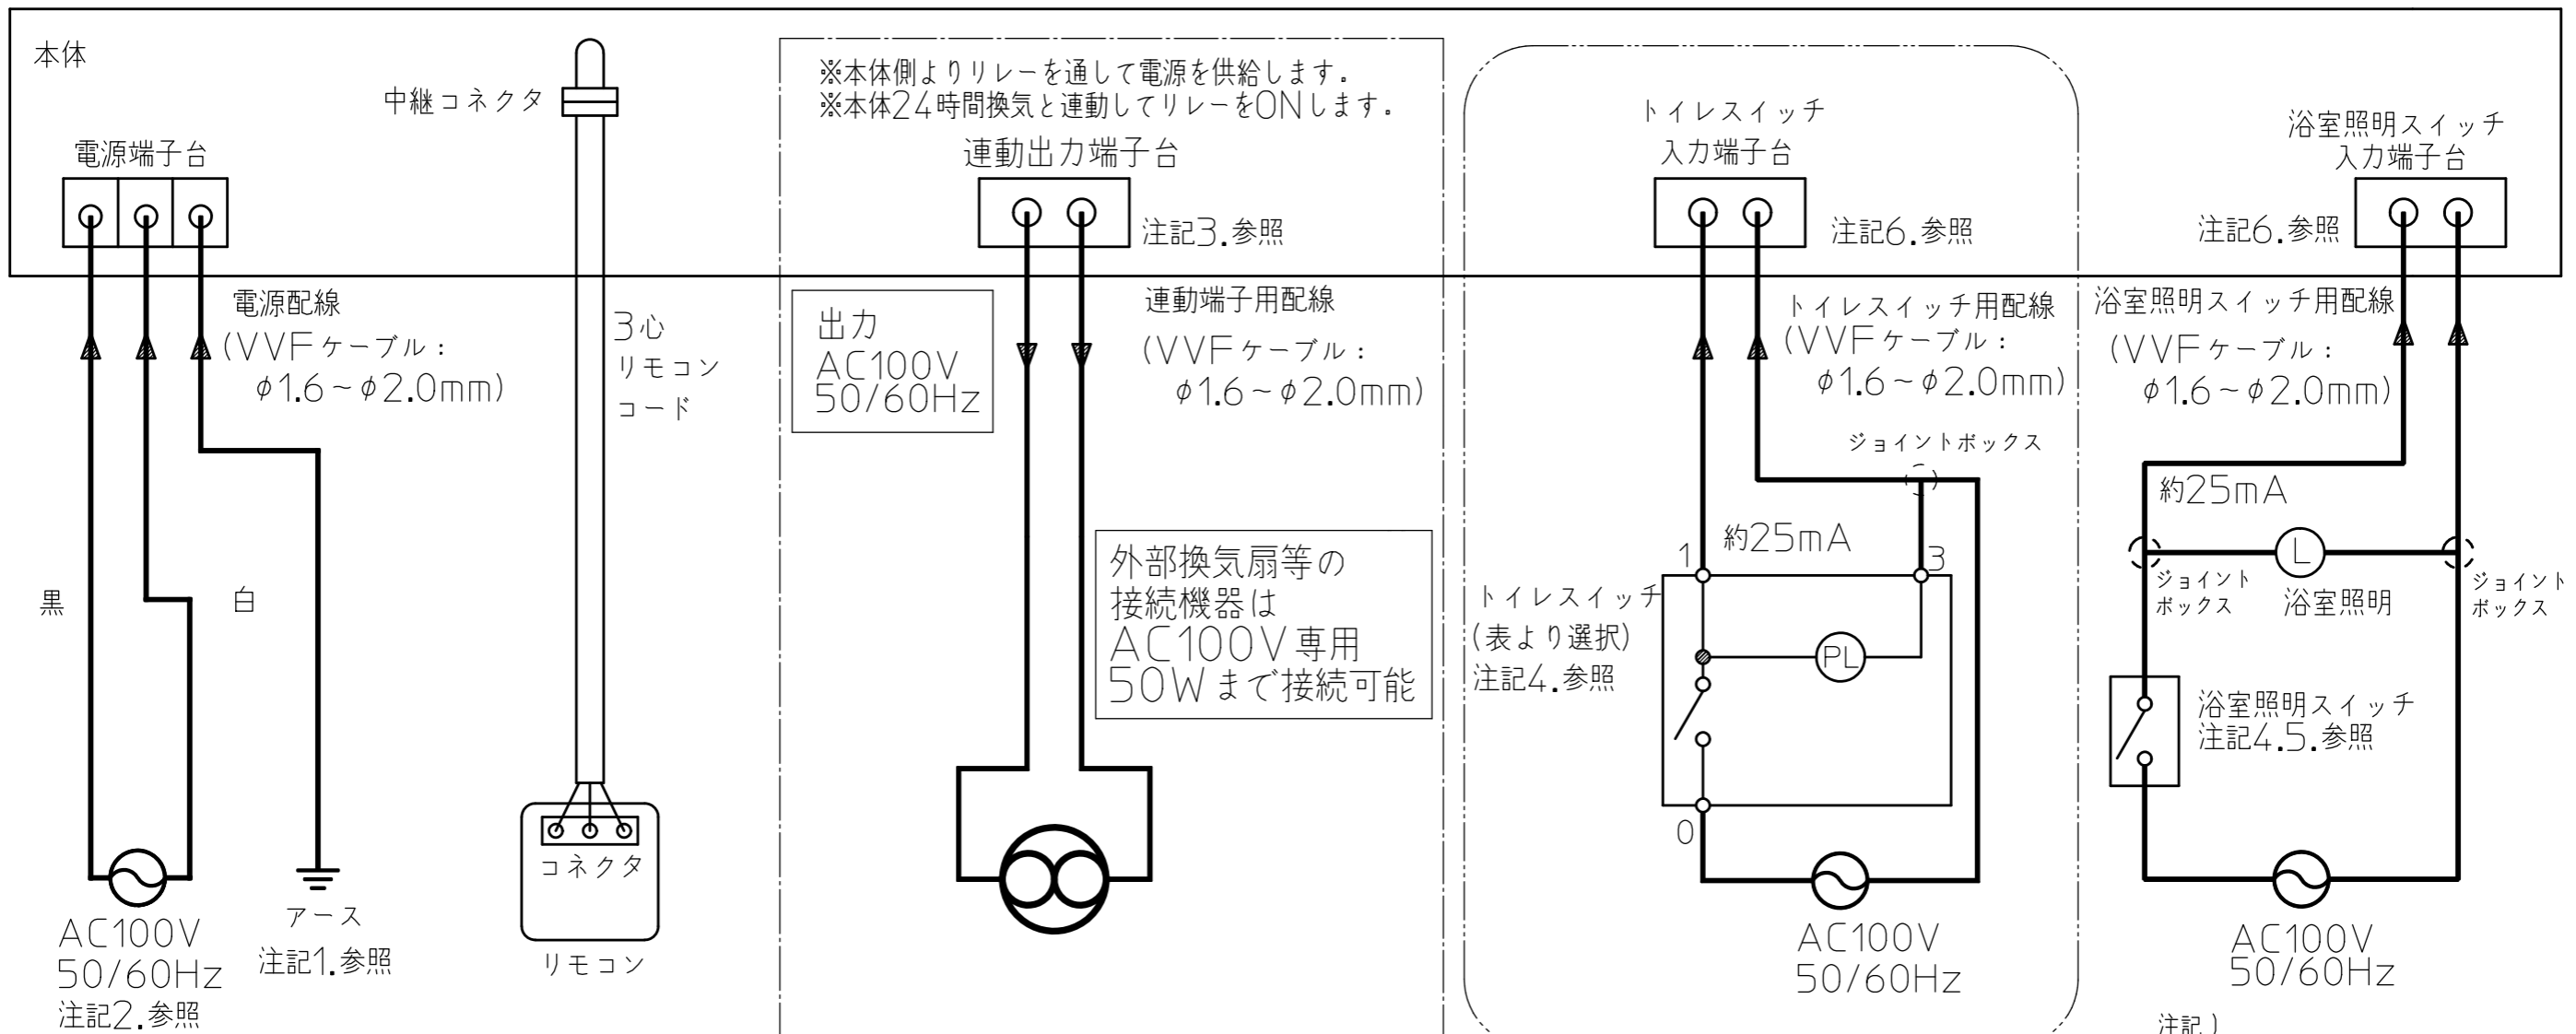 本体
中継コネクタ
電源端子台
※本体側よりリレーを通して電源を供給します。
※本体24時間換気と連動してリレーをONします。
連動出力端子台
注記3.参照
トイレスイッチ
入力端子台
注記6.参照
浴室照明スイッチ
入力端子台
注記6.参照
電源配線
(VVFケーブル:
φ1.6~φ2.0mm)
3心
リモコン
コード
出力
AC100V
50/60Hz
連動端子用配線
(VVFケーブル:
φ1.6~φ2.0mm)
トイレスイッチ用配線
(VVFケーブル:
φ1.6~φ2.0mm)
ジョイントボックス
浴室照明スイッチ用配線
(VVFケーブル:
φ1.6~φ2.0mm)
黒
白
外部換気扇等の
接続機器は
AC100V専用
50Wまで接続可能
約25mA
1
3
トイレスイッチ
(表より選択)
注記4.参照
PL
0
約25mA
L
ジョイント
ボックス
浴室照明
ジョイント
ボックス
浴室照明スイッチ
注記4.5.参照
AC100V
50/60Hz
注記2.参照
アース
注記1.参照
コネクタ
リモコン
AC100V
50/60Hz
AC100V
50/60Hz
注記)